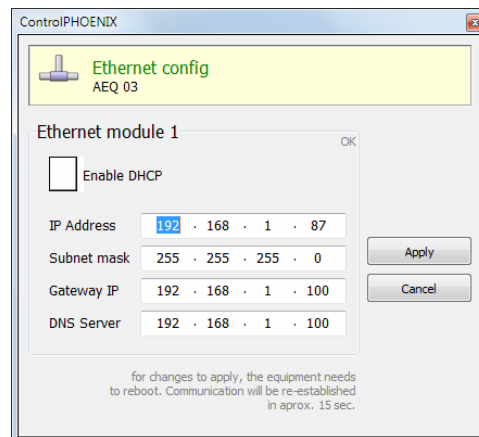 ControlPHOENIX
Ethernet config
AEQ 03
Ethernet module 1
OK
Enable DHCP
IP Address 192 . 168 . 1 . 87
Subnet mask 255 . 255 . 255 . 0
Apply
Gateway IP 192 . 168 . 1 . 100
Cancel
DNS Server 192 . 168 . 1 . 100
for changes to apply, the equipment needs
to reboot. Communication will be re-established
in aprox. 15 sec.